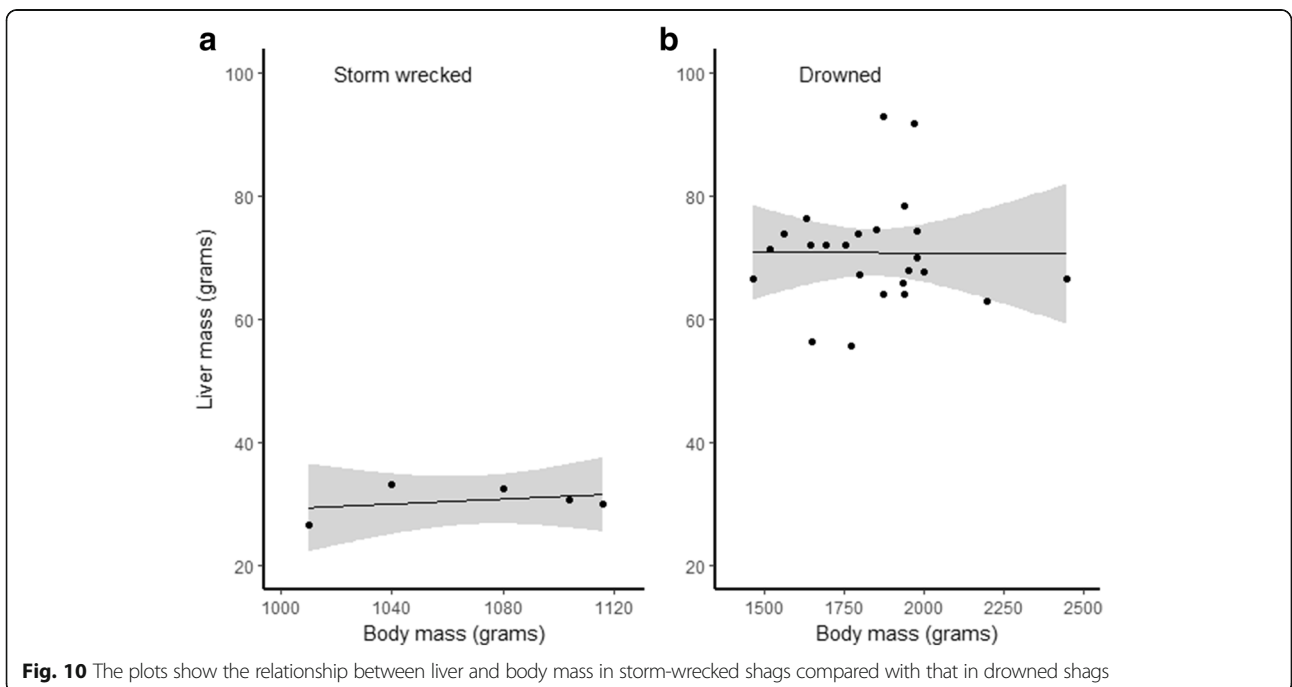 a
Storm wrecked
Liver mass (grams)
100
80
60
40
20
1000 1040 1080 1120
Body mass (grams)
b
Drowned
100
80
60
40
20
1500 1750 2000 2250 2500
Body mass (grams)
Fig. 10 The plots show the relationship between liver and body mass in storm-wrecked shags compared with that in drowned shags